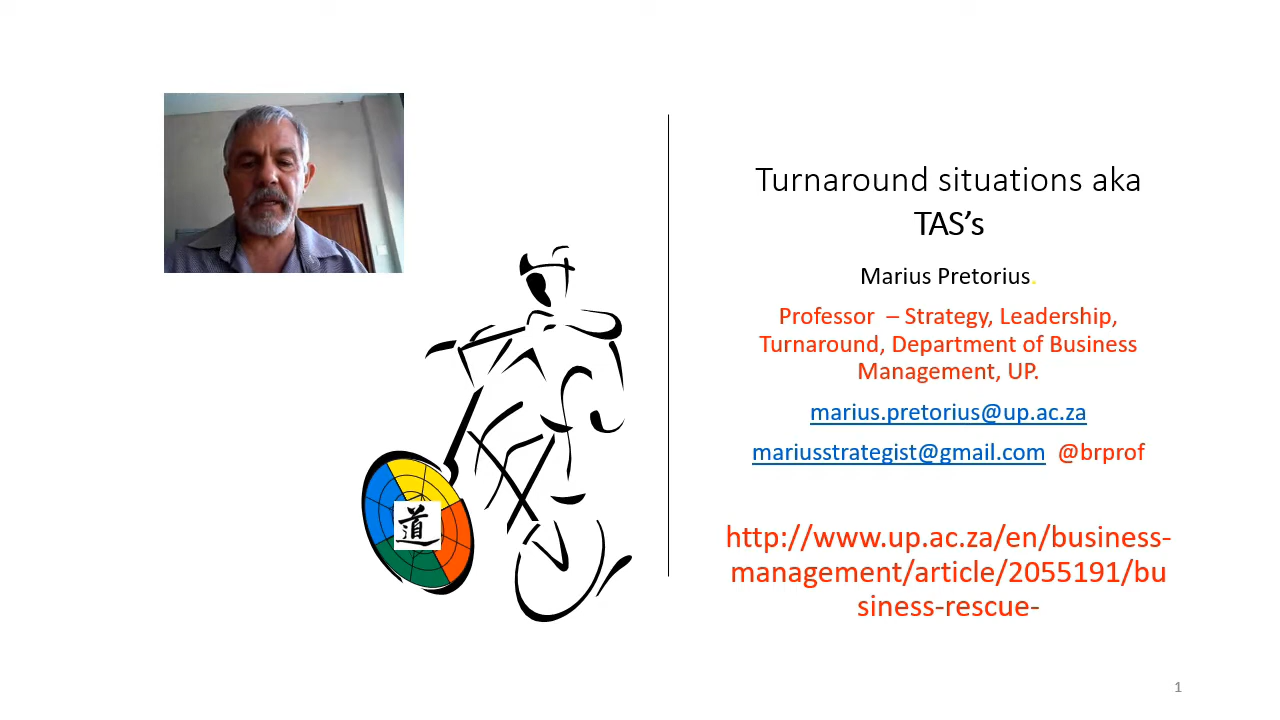 Turnaround situations aka
TAS’s
Marius Pretorius.
Professor – Strategy, Leadership,
Turnaround, Department of Business
Management, UP.
marius.pretorius@up.ac.za
mariusstrategist@gmail.com @brprof
http://www.up.ac.za/en/business-
management/article/2055191/bu
siness-rescue-
道
1